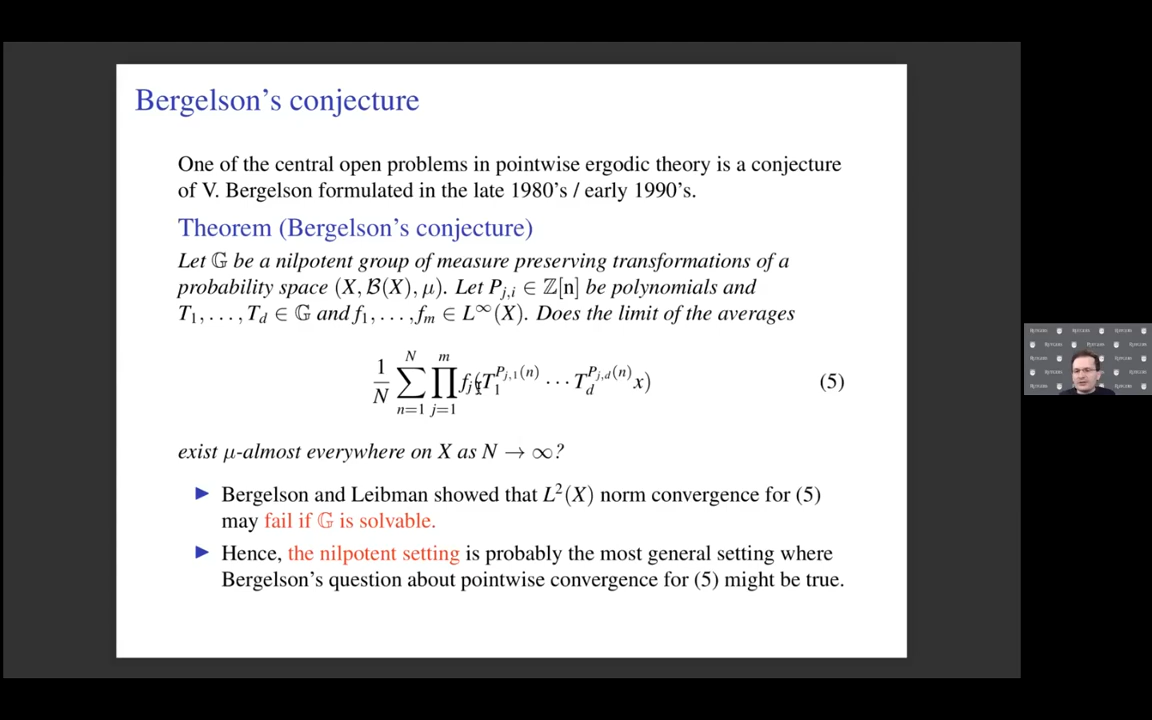 Bergelson's conjecture
One of the central open problems in pointwise ergodic theory is a conjecture
of V. Bergelson formulated in the late 1980's / early 1990's.
Theorem (Bergelson's conjecture)
Let 𝔾 be a nilpotent group of measure preserving transformations of a
probability space (X, ℬ(X), μ). Let P_{j,i} ∈ ℤ[n] be polynomials and
T_1, . . . , T_d ∈ 𝔾 and f_1, . . . , f_m ∈ L^∞(X). Does the limit of the averages
\frac{1}{N} \sum_{n=1}^{N} \prod_{j=1}^{m} f_j(T_1^{P_{j,1}(n)} ⋯ T_d^{P_{j,d}(n)} x) (5)
exist μ-almost everywhere on X as N → ∞?
▶ Bergelson and Leibman showed that L^2(X) norm convergence for (5)
may fail if 𝔾 is solvable.
▶ Hence, the nilpotent setting is probably the most general setting where
Bergelson's question about pointwise convergence for (5) might be true.